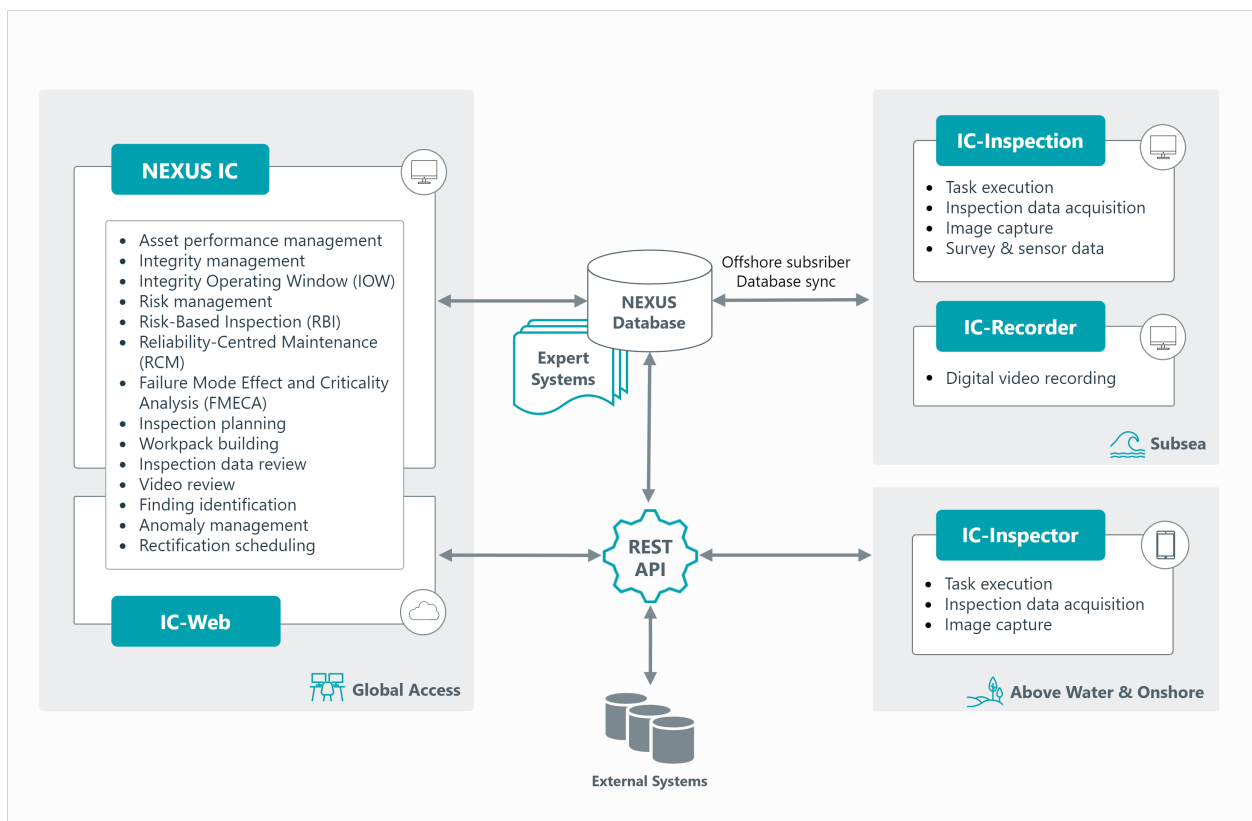 NEXUS IC
• Asset performance management
• Integrity management
• Integrity Operating Window (IOW)
• Risk management
• Risk-Based Inspection (RBI)
• Reliability-Centred Maintenance
(RCM)
• Failure Mode Effect and Criticality
Analysis (FMECA)
• Inspection planning
• Workpack building
• Inspection data review
• Video review
• Finding identification
• Anomaly management
• Rectification scheduling
IC-Web
Global Access
NEXUS
Database
Expert
Systems
Offshore subsriber
Database sync
REST
API
External Systems
IC-Inspection
• Task execution
• Inspection data acquisition
• Image capture
• Survey & sensor data
IC-Recorder
• Digital video recording
Subsea
IC-Inspector
• Task execution
• Inspection data acquisition
• Image capture
Above Water & Onshore